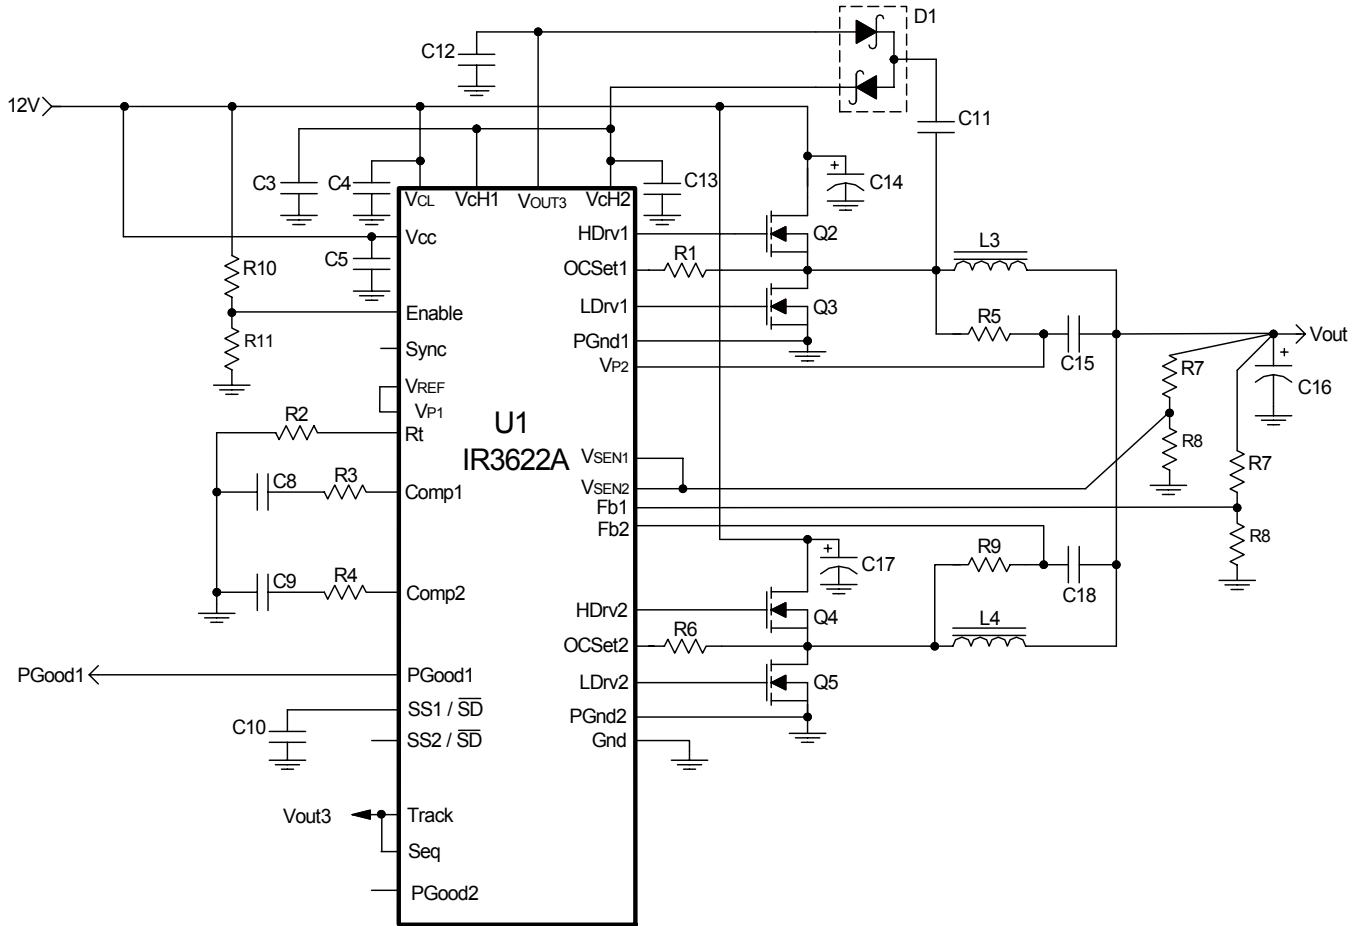 D1
C12
12V
C11
C3
C4
C13
C14
VCL
VcH1
VOUT3
VcH2
Vcc
HDrv1
Q2
L3
C5
R10
OCSet1
R1
Enable
LDrv1
Q3
R5
R11
Sync
PGnd1
Vout
VP2
C15
R7
C16
VREF
VP1
R2
Rt
U1
IR3622A
R8
VSEN1
R7
C8
R3
Comp1
VSEN2
Fb1
Fb2
R8
R9
C17
C9
R4
Comp2
C18
HDrv2
Q4
L4
R6
OCSet2
PGood1
PGood1
LDrv2
Q5
SS1 / SD
PGnd2
C10
SS2 / SD
Gnd
Vout3
Track
Seq
PGood2
+
+
+